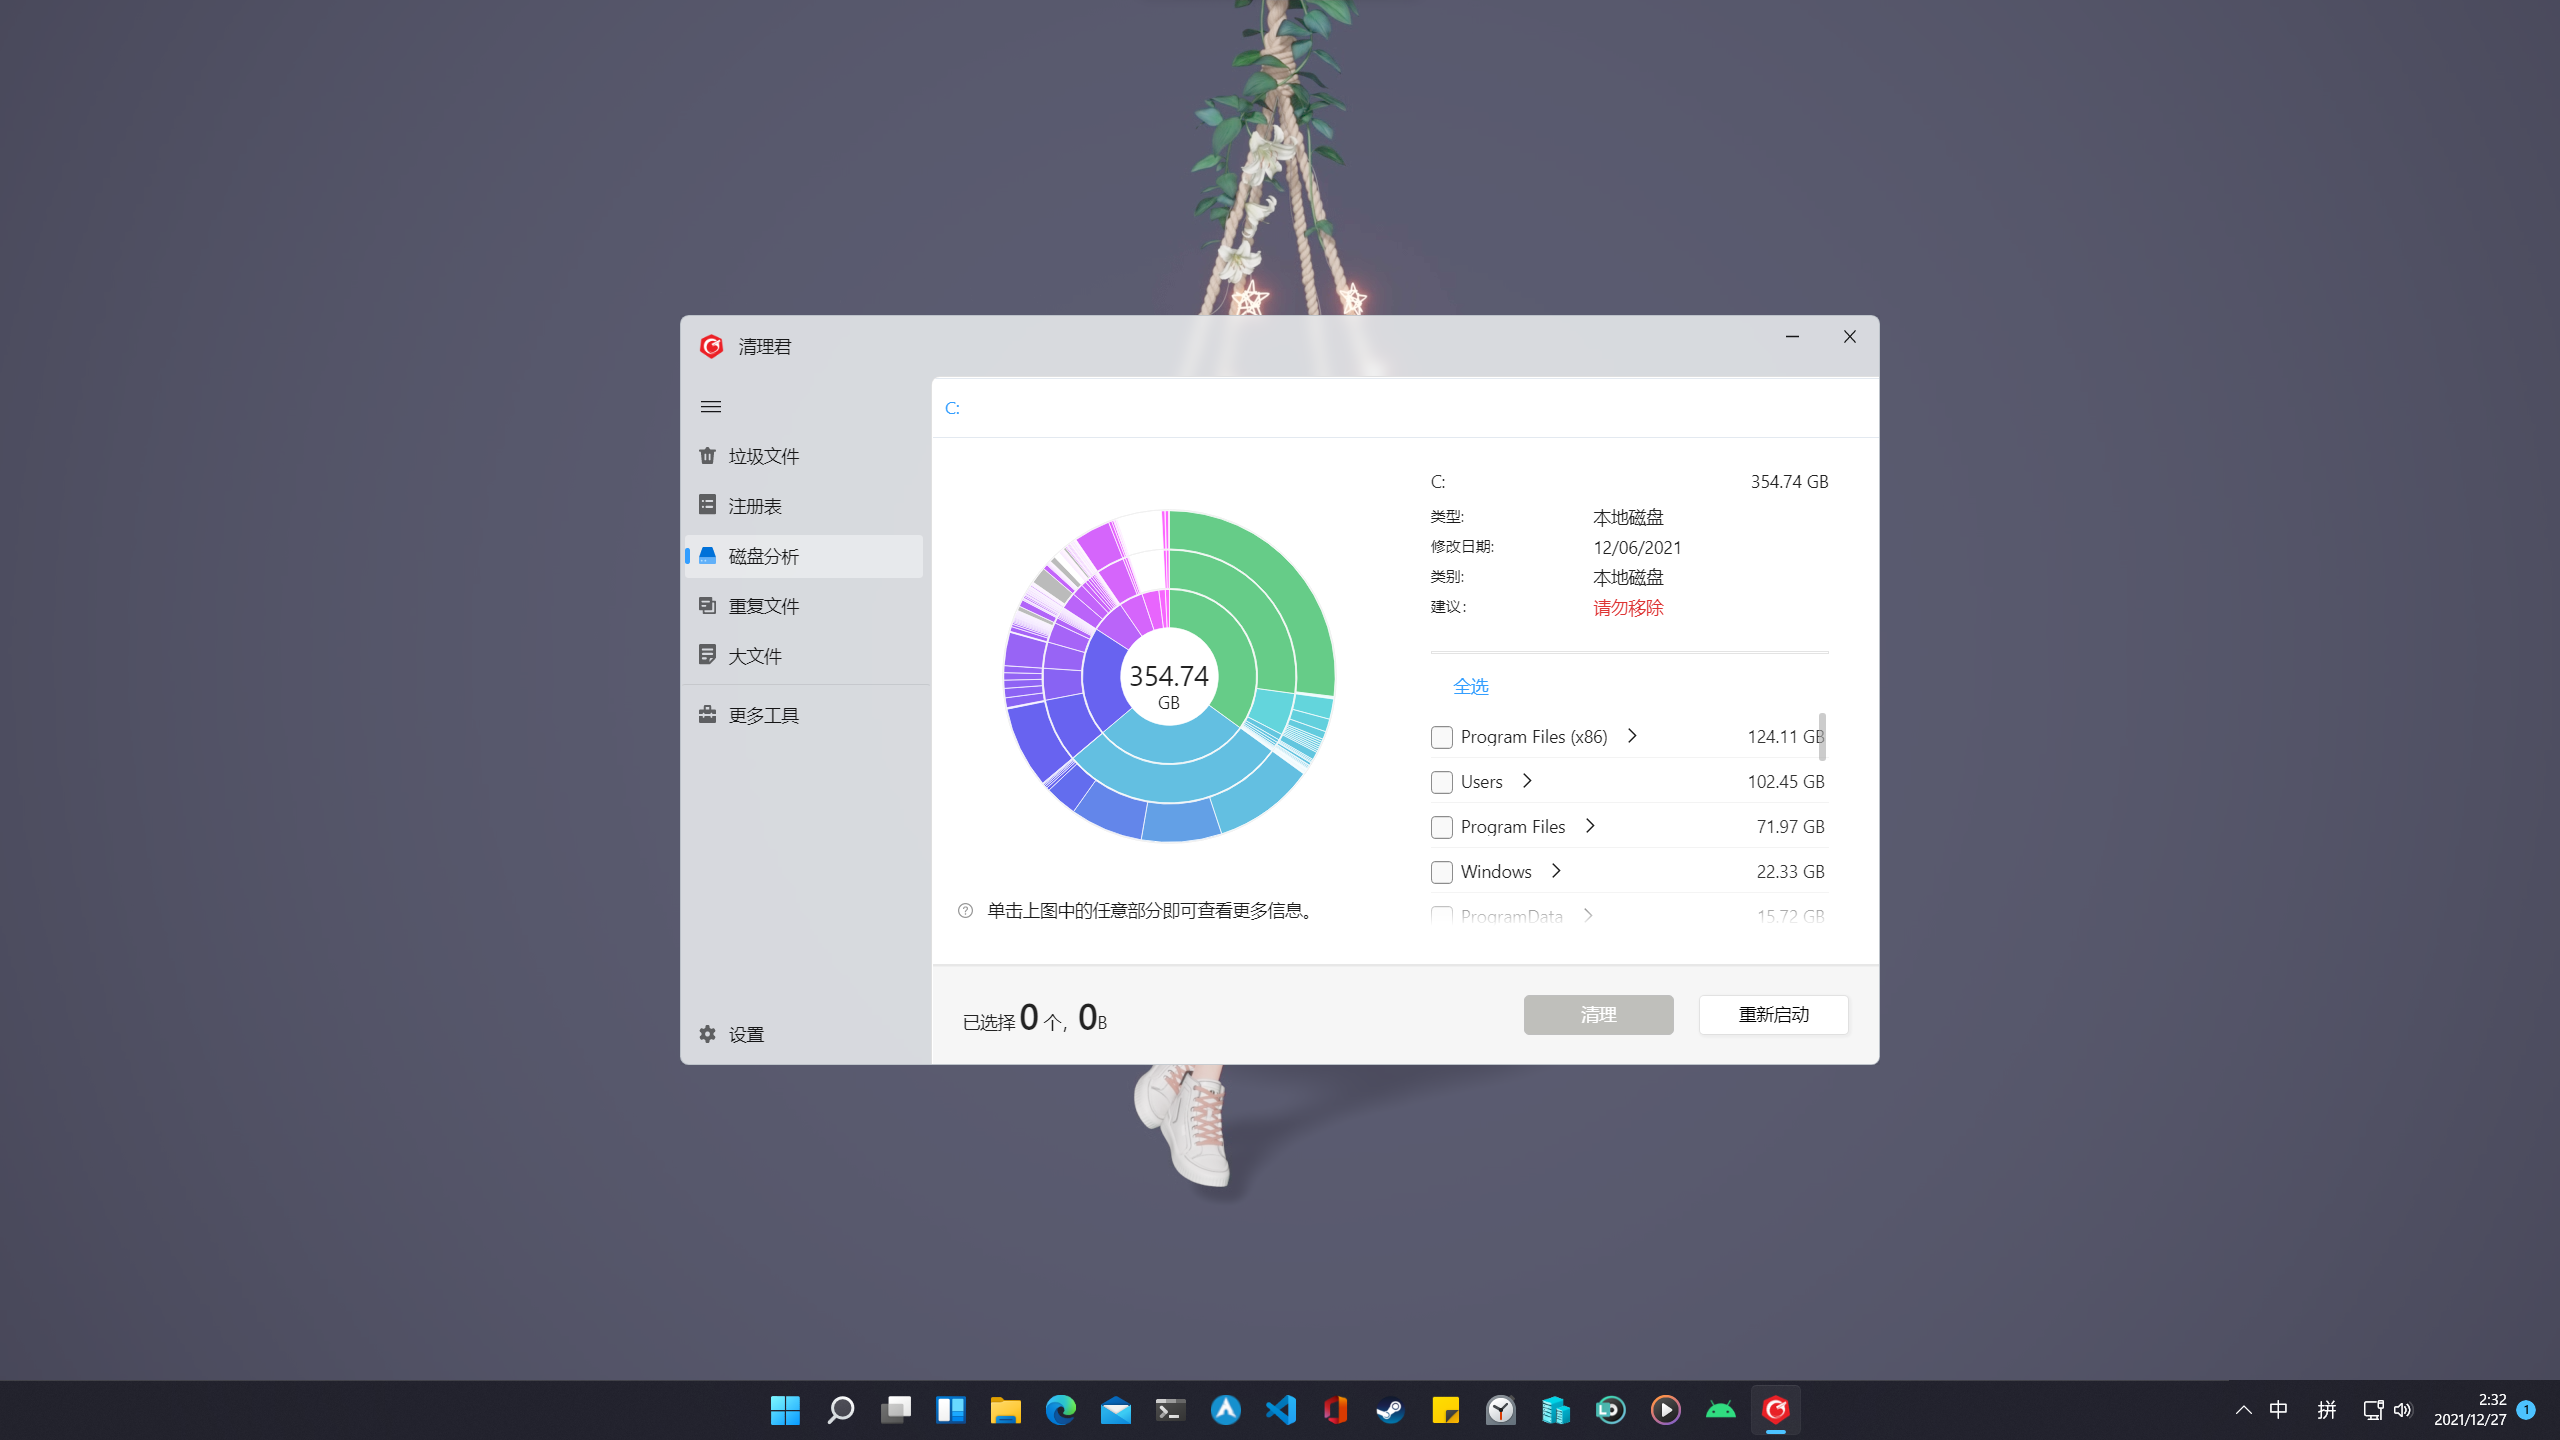 清理君
垃圾文件
注册表
磁盘分析
重复文件
大文件
更多工具
设置
C:
354.74
GB
单击上图中的任意部分即可查看更多信息。
C: 354.74 GB
类型: 本地磁盘
修改日期: 12/06/2021
类别: 本地磁盘
建议: 请勿移除
全选
Program Files (x86) 124.11 GB
Users 102.45 GB
Program Files 71.97 GB
Windows 22.33 GB
ProgramData 15.72 GB
已选择 0 个, 0B
清理
重新启动
中
拼
2:32
2021/12/27
1